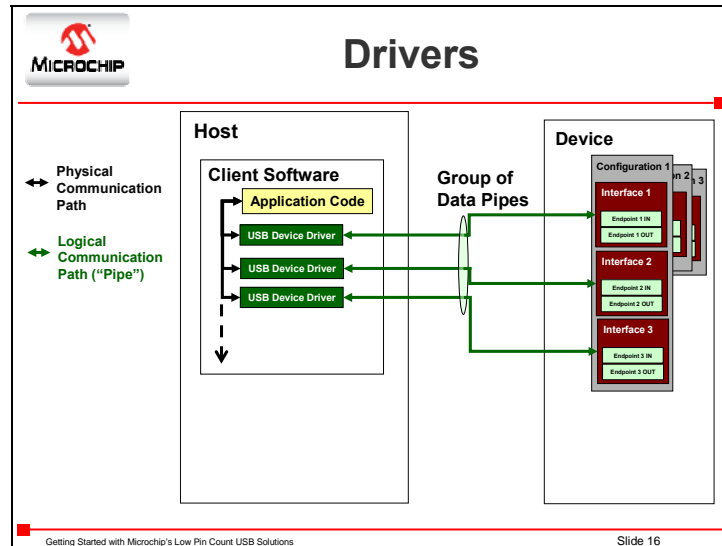 MICROCHIP
Drivers
Physical
Communication
Path
Logical
Communication
Path (“Pipe”)
Host
Client Software
Application Code
USB Device Driver
USB Device Driver
USB Device Driver
Group of
Data Pipes
Device
Configuration 1
on 2
n 3
Interface 1
Endpoint 1 IN
Endpoint 1 OUT
Interface 2
Endpoint 2 IN
Endpoint 2 OUT
Interface 3
Endpoint 3 IN
Endpoint 3 OUT
Getting Started with Microchip's Low Pin Count USB Solutions
Slide 16